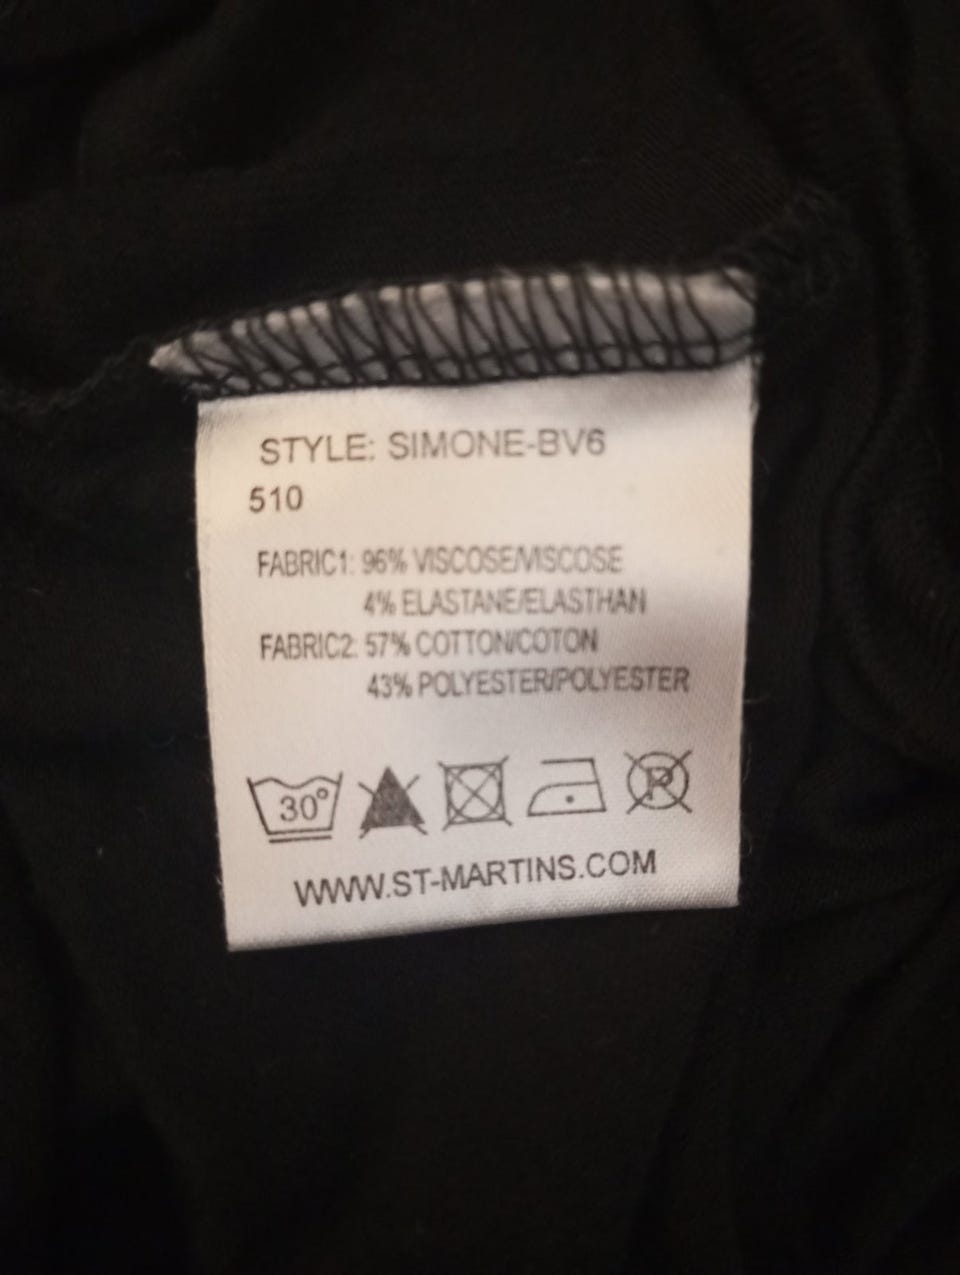 STYLE: SIMONE-BV6
510
FABRIC1: 96% VISCOSE/VISCOSE
4% ELASTANE/ELASTHAN
FABRIC2: 57% COTTON/COTON
43% POLYESTER/POLYESTER
30° P
WWW.ST-MARTINS.COM